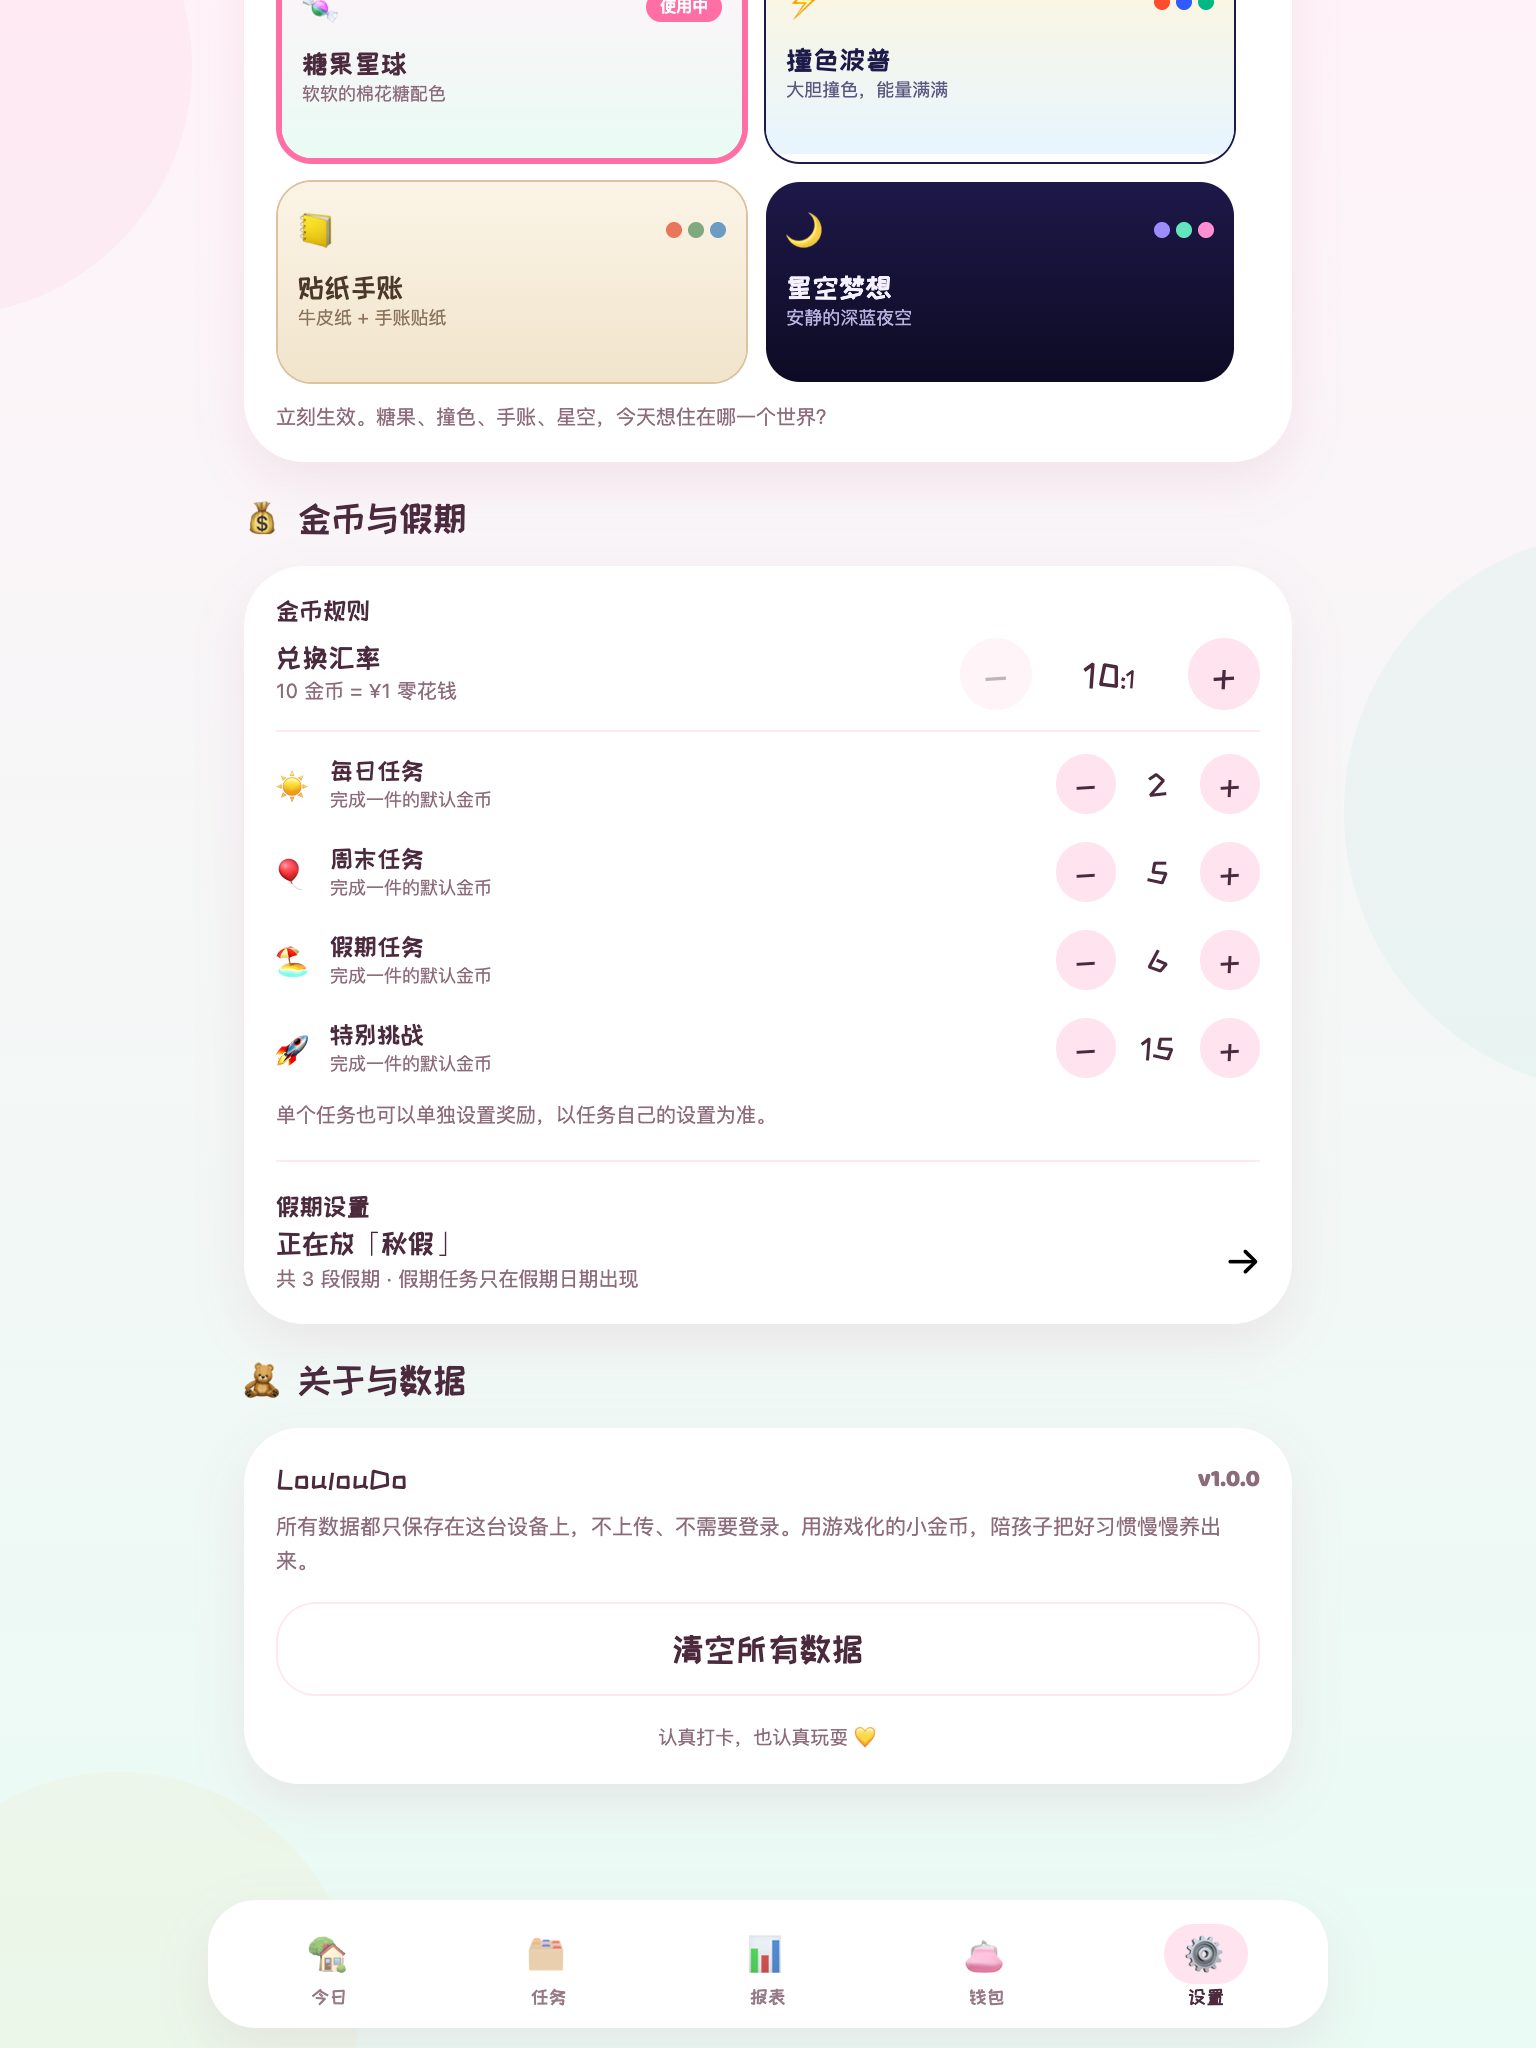 使用中
糖果星球
软软的棉花糖配色
撞色波普
大胆撞色，能量满满
贴纸手账
牛皮纸 + 手账贴纸
星空梦想
安静的深蓝夜空
立刻生效。糖果、撞色、手账、星空，今天想住在哪一个世界？
金币与假期
金币规则
兑换汇率
10 金币 = ¥1 零花钱
−
10:1
+
每日任务
完成一件的默认金币
−
2
+
周末任务
完成一件的默认金币
−
5
+
假期任务
完成一件的默认金币
−
6
+
特别挑战
完成一件的默认金币
−
15
+
单个任务也可以单独设置奖励，以任务自己的设置为准。
假期设置
正在放「秋假」
共 3 段假期 · 假期任务只在假期日期出现
关于与数据
LoulouDo
v1.0.0
所有数据都只保存在这台设备上，不上传、不需要登录。用游戏化的小金币，陪孩子把好习惯慢慢养出
来。
清空所有数据
认真打卡，也认真玩耍 💛
今日
任务
报表
钱包
设置